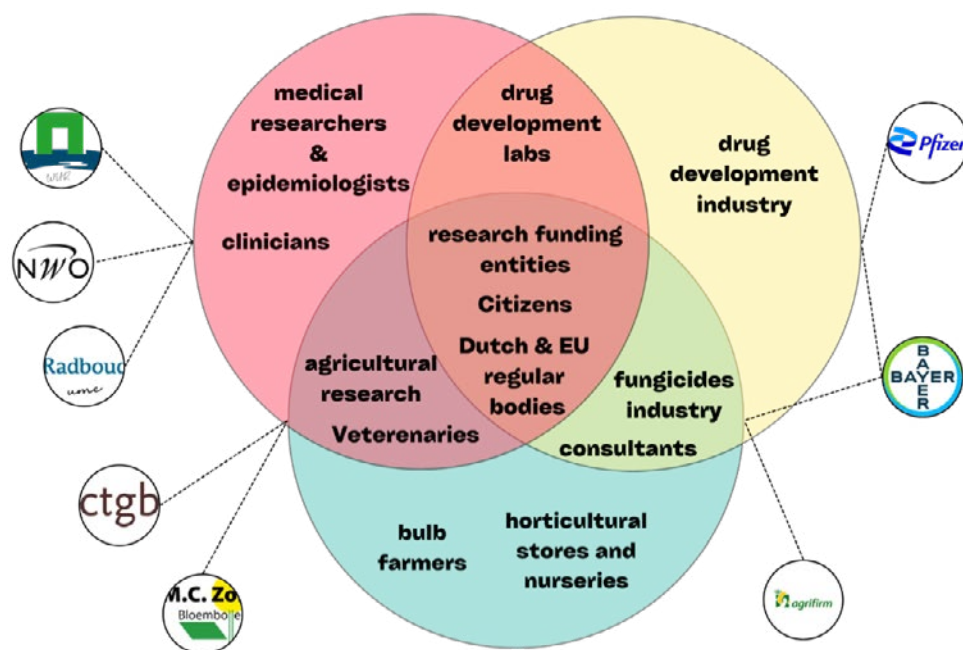 medical
researchers
&
epidemiologists
clinicians
drug
development
labs
drug
development
industry
research funding
entities
Citizens
Dutch & EU
regular
bodies
agricultural
research
Veterenaries
fungicides
industry
consultants
bulb
farmers
horticultural
stores and
nurseries
WUR
NWO
Radboud
umc
ctgb
M.C. Zo
Bloembolle
Pfizer
BAYER
BAYER
agrifirm